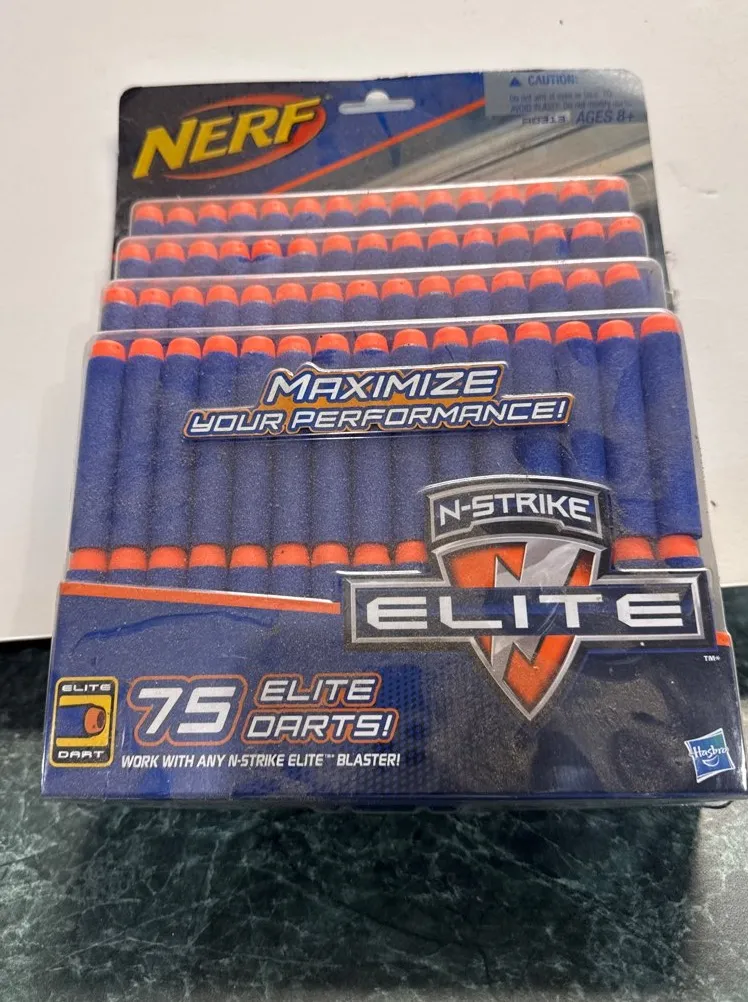 NERF
CAUTION:
AGES 8+
MAXIMIZE
YOUR PERFORMANCE!
N-STRIKE
ELITE
TM*
ELITE
DART
75
ELITE
DARTS!
WORK WITH ANY N-STRIKE ELITE™* BLASTER!
Hasbro